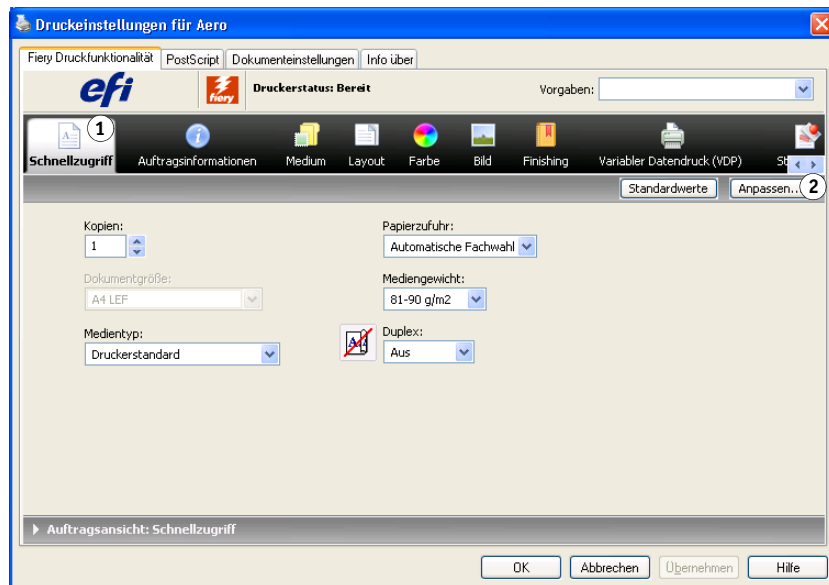 Druckeinstellungen für Aero
Fiery Druckfunktionalität PostScript Dokumenteinstellungen Info über
efi fiery Druckerstatus: Bereit Vorgaben:
1
Schnellzugriff Auftragsinformationen Medium Layout Farbe Bild Finishing Variabler Datendruck (VDP) St
Standardwerte Anpassen... 2
Kopien: Papierzufuhr:
1 Automatische Fachwahl
Dokumentgröße: Mediengewicht:
A4 LEF 81-90 g/m2
Medientyp: Duplex:
Druckerstandard Aus
Auftragsansicht: Schnellzugriff
OK Abbrechen Übernehmen Hilfe